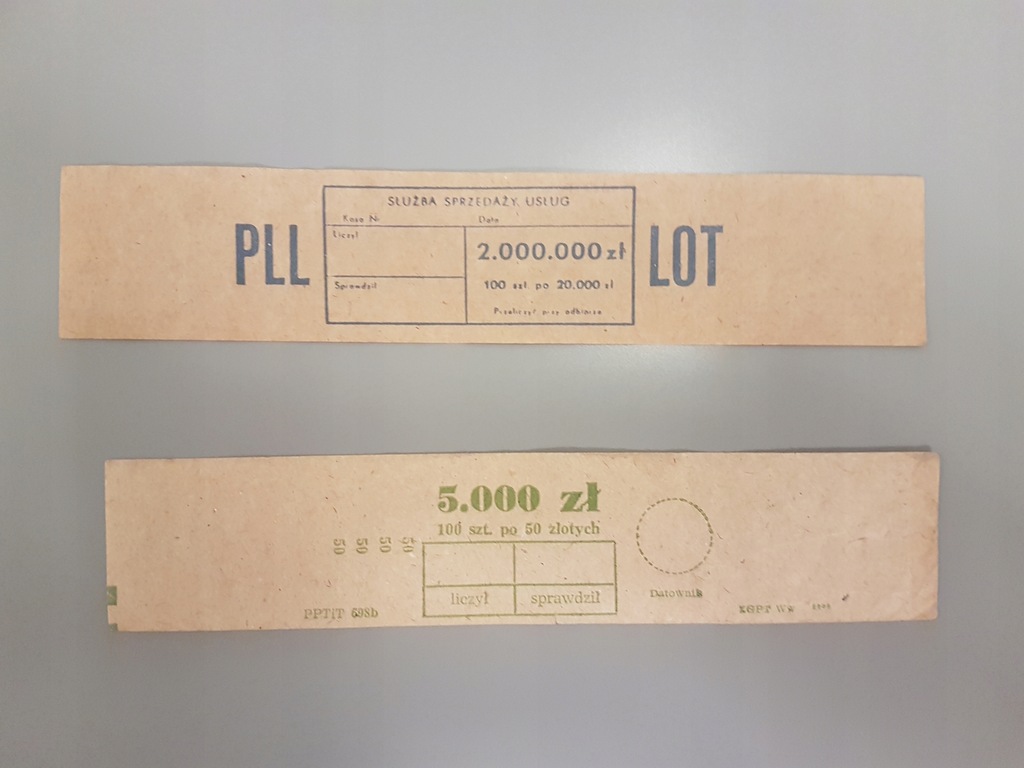 PLL
SŁUŻBA SPRZEDAŻY USŁUG
Kasa Nr Data
Liczył
2.000.000 zł
Sprawdził
100 szt. po 20.000 zł
Przeliczyć przy odbiorze
LOT
5.000 zł
100 szt. po 50 złotych
50 50 50 50
liczył sprawdził
Datownik
PPTiT 698b